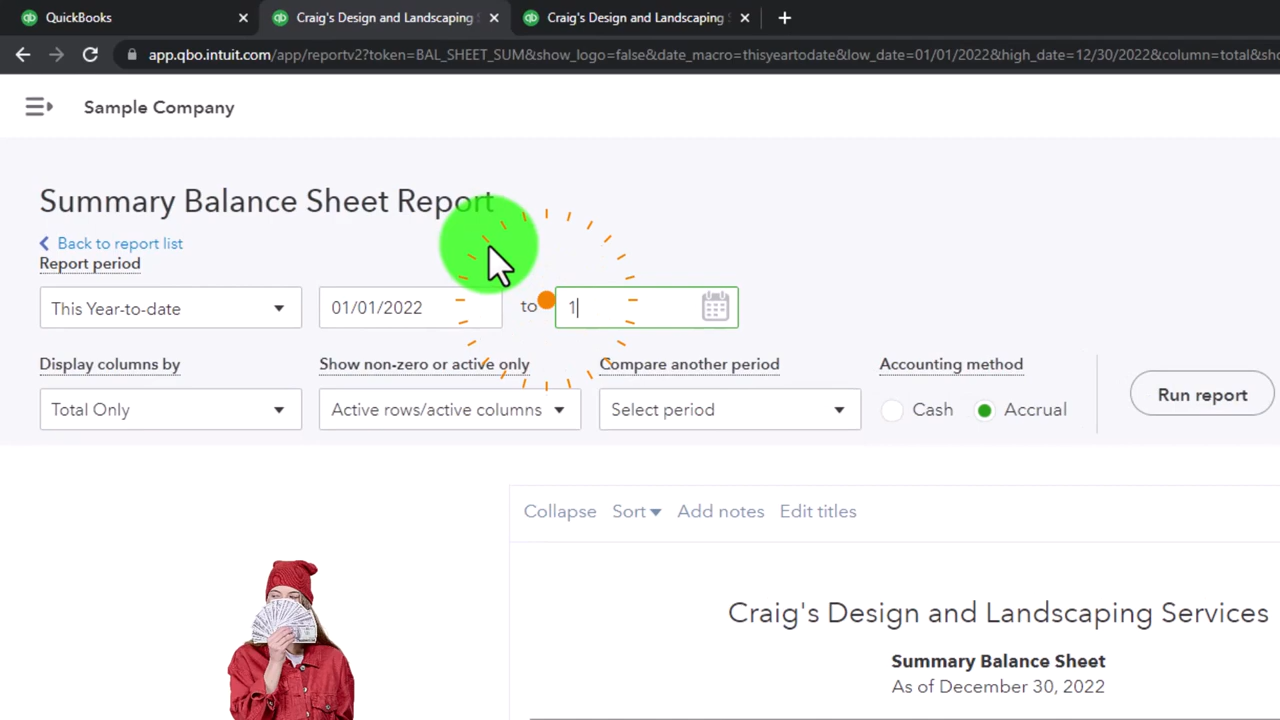 QuickBooks
Craig's Design and Landscaping
Craig's Design and Landscaping
app.qbo.intuit.com/app/reportv2?token=BAL_SHEET_SUM&show_logo=false&date_macro=thisyeartodate&low_date=01/01/2022&high_date=12/30/2022&column=total&sho
Sample Company
Summary Balance Sheet Report
Back to report list
Report period
This Year-to-date 01/01/2022 to 1
Display columns by Show non-zero or active only Compare another period Accounting method
Total Only Active rows/active columns Select period Cash Accrual Run report
Collapse Sort Add notes Edit titles
Craig's Design and Landscaping Services
Summary Balance Sheet
As of December 30, 2022